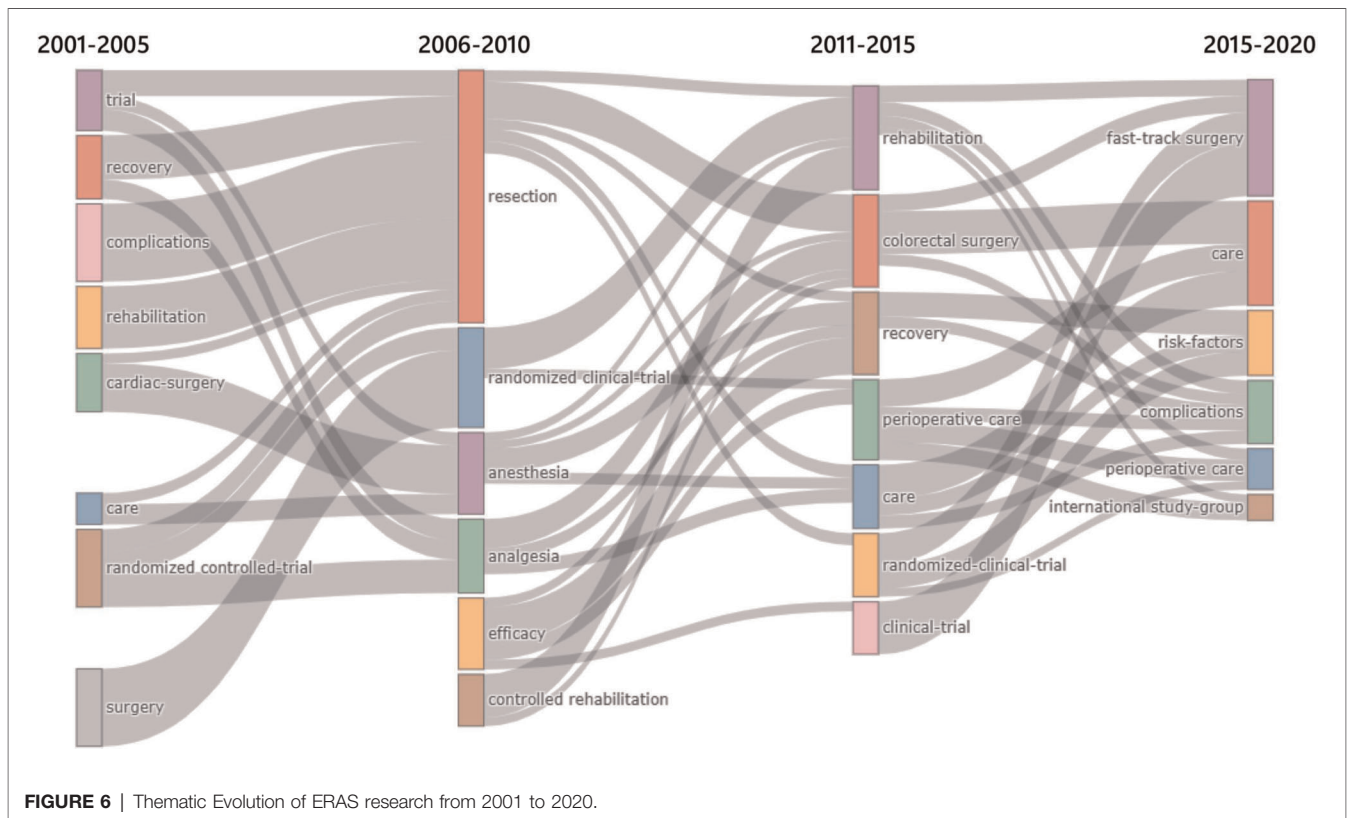 2001-2005
2006-2010
2011-2015
2015-2020
trial
recovery
complications
rehabilitation
cardiac-surgery
care
randomized controlled-trial
surgery
resection
randomized clinical-trial
anesthesia
analgesia
efficacy
controlled rehabilitation
rehabilitation
colorectal surgery
recovery
perioperative care
care
randomized-clinical-trial
clinical-trial
fast-track surgery
care
risk-factors
complications
perioperative care
international study-group
FIGURE 6 | Thematic Evolution of ERAS research from 2001 to 2020.